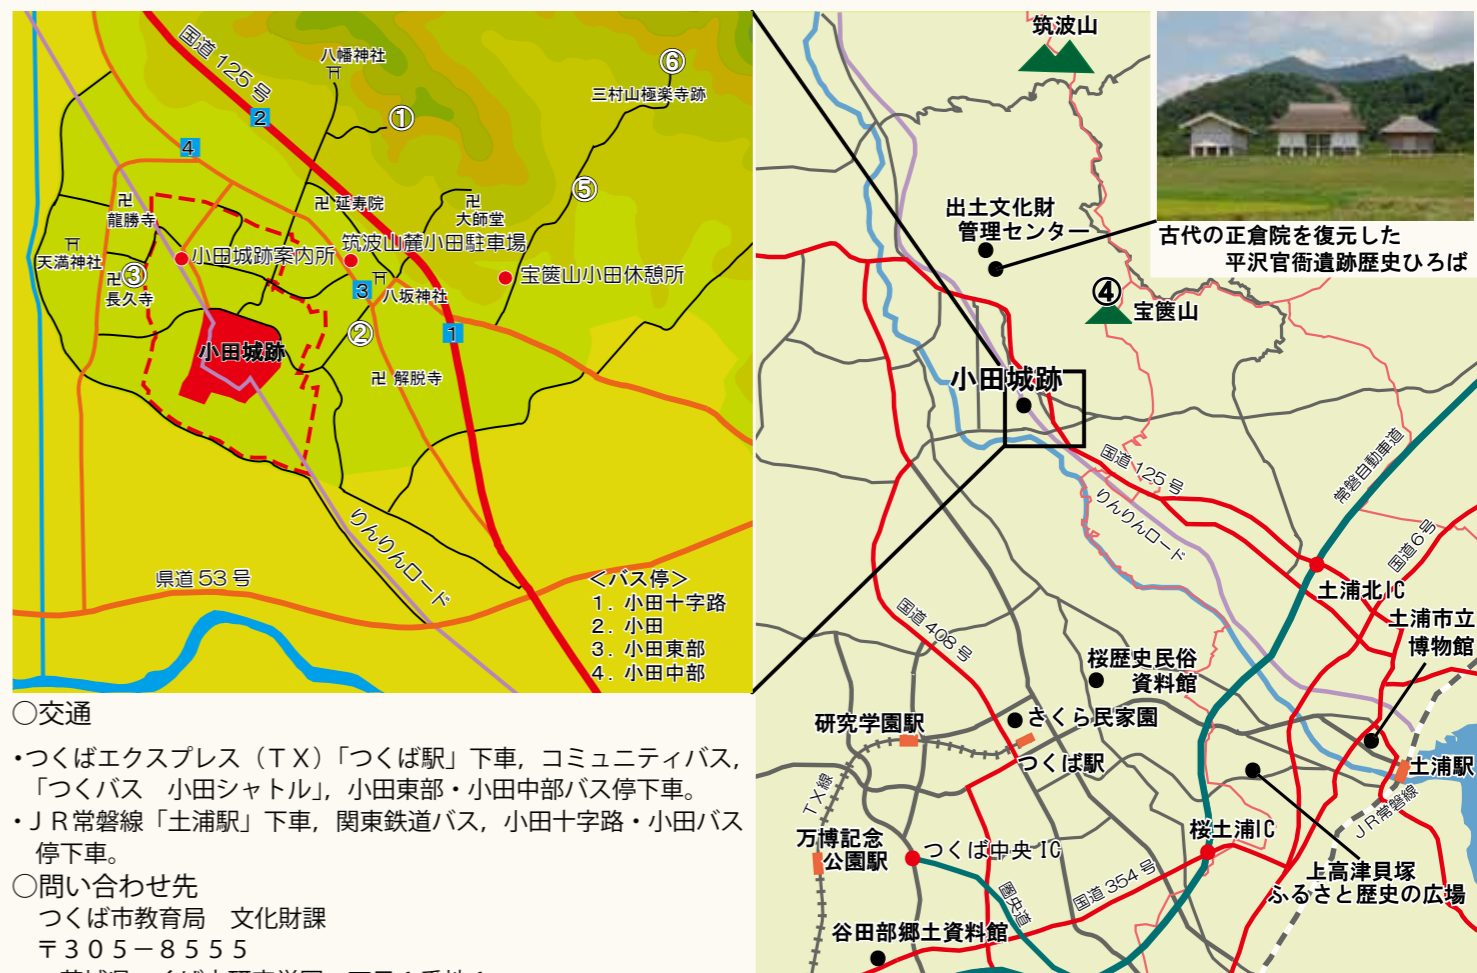 国道125号
八幡神社
①
⑥
三村山極楽寺跡
2
4
⑤
卍 龍勝寺
卍 延寿院
卍
大師堂
天満神社
小田城跡案内所
筑波山麓小田駐車場
宝篋山小田休憩所
③
卍
長久寺
3
八坂神社
②
1
小田城跡
卍 解脱寺
りんりんロード
県道53号
＜バス停＞
1．小田十字路
2．小田
3．小田東部
4．小田中部
筑波山
出土文化財
管理センター
古代の正倉院を復元した
平沢官衙遺跡歴史ひろば
④
宝篋山
小田城跡
国道125号
りんりんロード
常磐自動車道
国道6号
土浦北IC
土浦市立
博物館
国道408号
桜歴史民俗
資料館
さくら民家園
研究学園駅
つくば駅
土浦駅
TX線
JR常磐線
万博記念
公園駅
つくば中央IC
桜土浦IC
上高津貝塚
ふるさと歴史の広場
国道354号
圏央道
谷田部郷土資料館
○交通
・つくばエクスプレス（ＴＸ）「つくば駅」下車，コミュニティバス，
「つくバス　小田シャトル」，小田東部・小田中部バス停下車。
・ＪＲ常磐線「土浦駅」下車，関東鉄道バス，小田十字路・小田バス
停下車。
○問い合わせ先
つくば市教育局　文化財課
〒３０５－８５５５